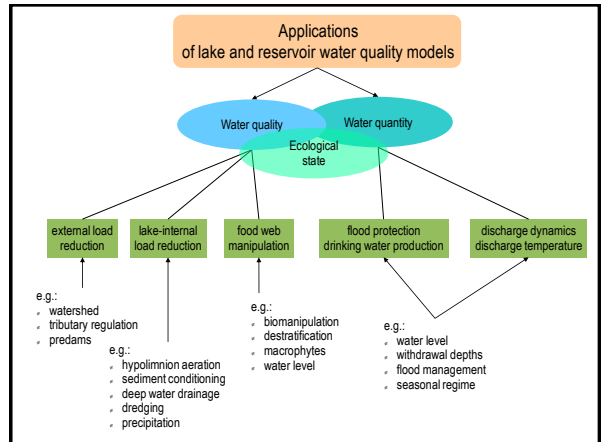 Applications
of lake and reservoir water quality models
Water quality
Water quantity
Ecological
state
external load
reduction
lake-internal
load reduction
food web
manipulation
flood protection
drinking water production
discharge dynamics
discharge temperature
e.g.:
watershed
tributary regulation
predams
e.g.:
hypolimnion aeration
sediment conditioning
deep water drainage
dredging
precipitation
e.g.:
biomanipulation
destratification
macrophytes
water level
e.g.:
water level
withdrawal depths
flood management
seasonal regime